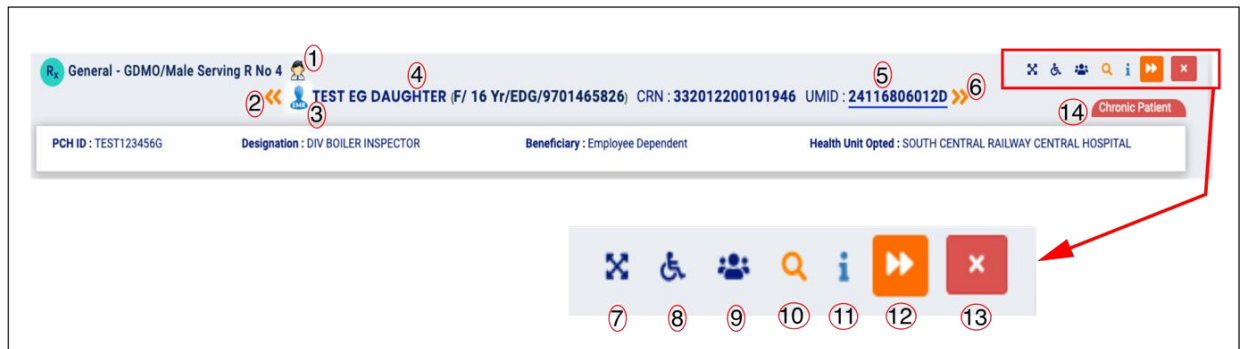 Rx General - GDMO/Male Serving R No 4 1
2 EMR TEST EG DAUGHTER (F/ 16 Yr/EDG/9701465826) CRN : 332012200101946 UMID : 24116806012D 6
3 4 5
14 Chronic Patient
PCH ID : TEST123456G Designation : DIV BOILER INSPECTOR Beneficiary : Employee Dependent Health Unit Opted : SOUTH CENTRAL RAILWAY CENTRAL HOSPITAL
7 8 9 10 11 12 13